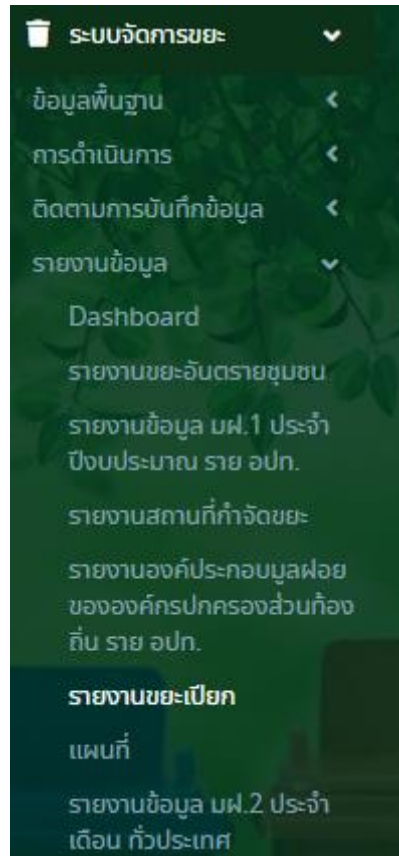 ระบบจัดการขยะ
ข้อมูลพื้นฐาน
การดำเนินการ
ติดตามการบันทึกข้อมูล
รายงานข้อมูล
Dashboard
รายงานขยะอันตรายชุมชน
รายงานข้อมูล มฝ.1 ประจำ
ปีงบประมาณ ราย อปท.
รายงานสถานที่กำจัดขยะ
รายงานองค์ประกอบมูลฝอย
ขององค์กรปกครองส่วนท้อง
ถิ่น ราย อปท.
รายงานขยะเปียก
แผนที่
รายงานข้อมูล มฝ.2 ประจำ
เดือน ทั่วประเทศ